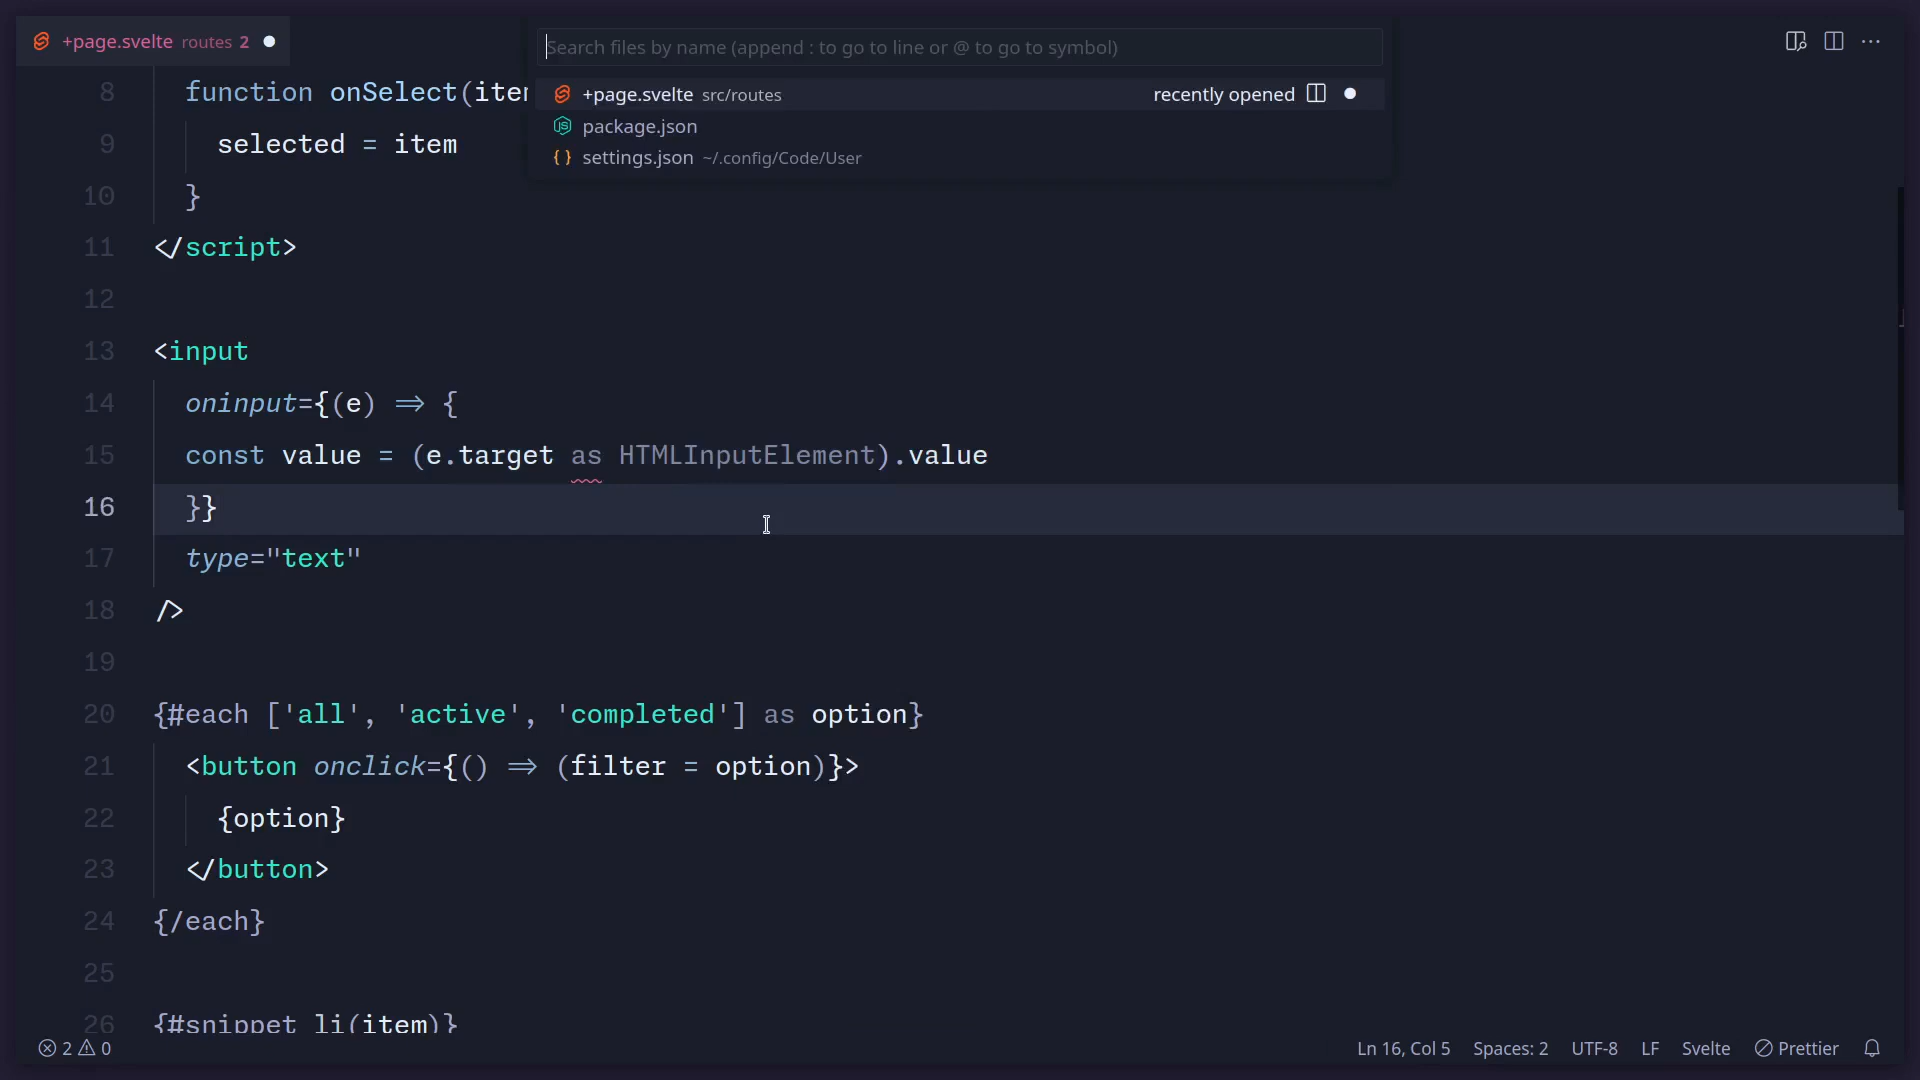 +page.svelte routes 2
Search files by name (append : to go to line or @ to go to symbol)
+page.svelte src/routes recently opened
package.json
settings.json ~/.config/Code/User
8 function onSelect(item
9 selected = item
10 }
11 </script>
12
13 <input
14 oninput={(e) => {
15 const value = (e.target as HTMLInputElement).value
16 }}
17 type="text"
18 />
19
20 {#each ['all', 'active', 'completed'] as option}
21 <button onclick={() => (filter = option)}>
22 {option}
23 </button>
24 {/each}
25
26 {#snippet li(item)}
2 0 Ln 16, Col 5 Spaces: 2 UTF-8 LF Svelte Prettier